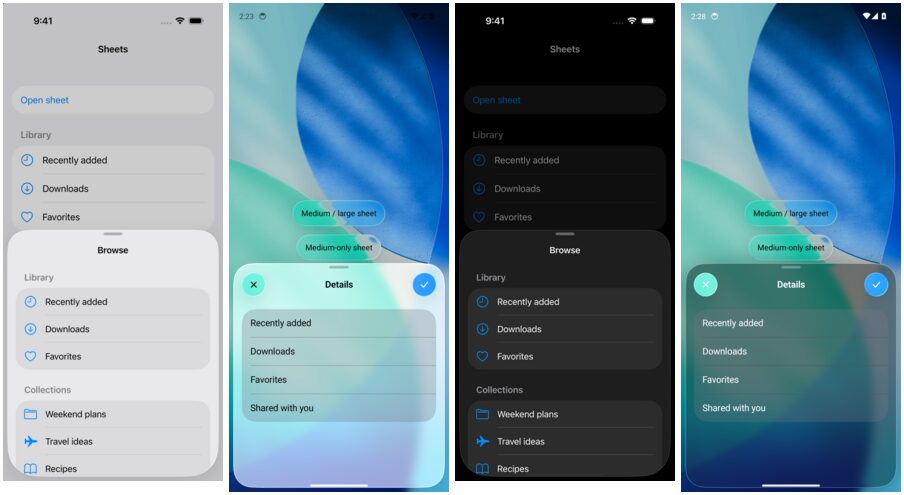 9:41
Sheets
Open sheet
Library
Recently added
Downloads
Favorites
Browse
Library
Recently added
Downloads
Favorites
Collections
Weekend plans
Travel ideas
Recipes
2:23
Medium / large sheet
Medium-only sheet
Details
Recently added
Downloads
Favorites
Shared with you
9:41
Sheets
Open sheet
Library
Recently added
Downloads
Favorites
Browse
Library
Recently added
Downloads
Favorites
Collections
Weekend plans
Travel ideas
Recipes
2:28
Medium / large sheet
Medium-only sheet
Details
Recently added
Downloads
Favorites
Shared with you